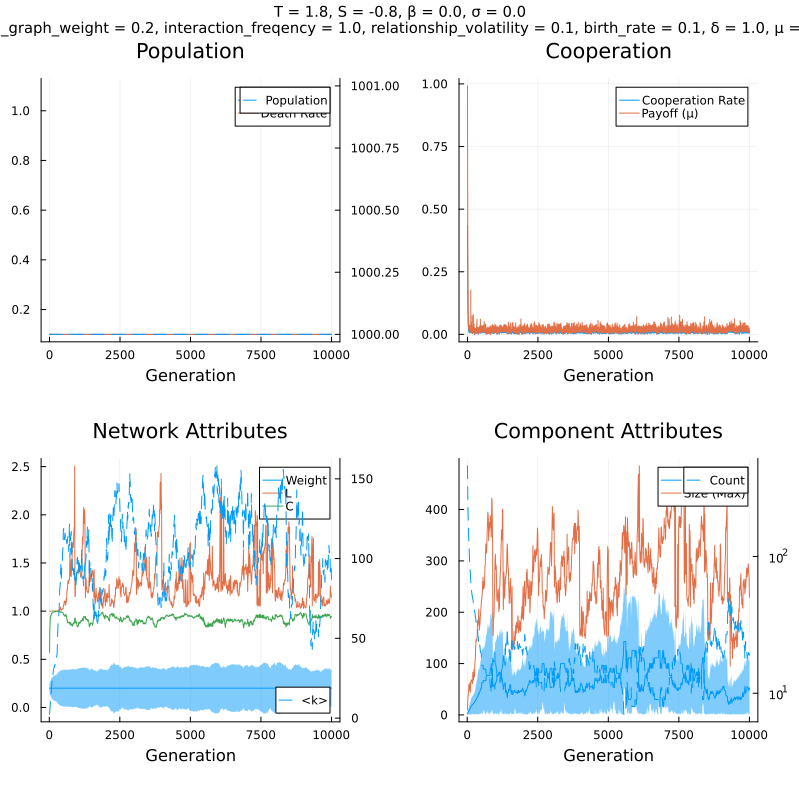 T = 1.8, S = -0.8, β = 0.0, σ = 0.0
_graph_weight = 0.2, interaction_freqency = 1.0, relationship_volatility = 0.1, birth_rate = 0.1, δ = 1.0, μ =
Population Cooperation
Population
Death Rate
1.0
0.8
0.6
0.4
0.2
1001.00
1000.75
1000.50
1000.25
1000.00
0 2500 5000 7500 10000
Generation
Cooperation Rate
Payoff (μ)
1.00
0.75
0.50
0.25
0.00
0 2500 5000 7500 10000
Generation
Network Attributes Component Attributes
Weight
L
C
<k>
2.5
2.0
1.5
1.0
0.5
0.0
150
100
50
0
0 2500 5000 7500 10000
Generation
Count
Size (Max)
400
300
200
100
0
10²
10¹
0 2500 5000 7500 10000
Generation